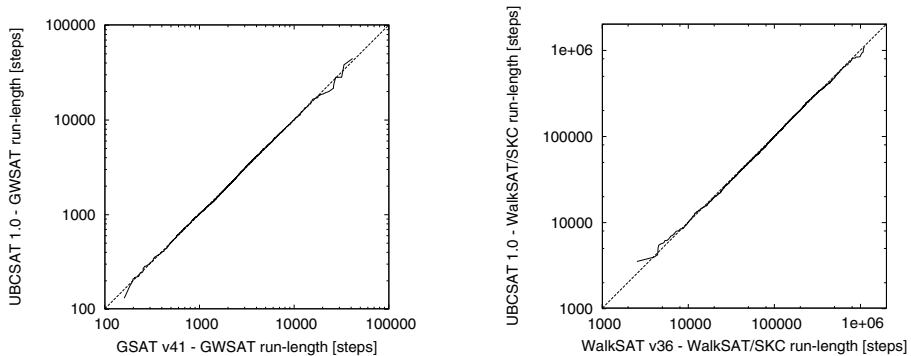 UBCSAT 1.0 - GWSAT run-length [steps]
100000
10000
1000
100
100 1000 10000 100000
GSAT v41 - GWSAT run-length [steps]
UBCSAT 1.0 - WalkSAT/SKC run-length [steps]
1e+06
100000
10000
1000
1000 10000 100000 1e+06
WalkSAT v36 - WalkSAT/SKC run-length [steps]